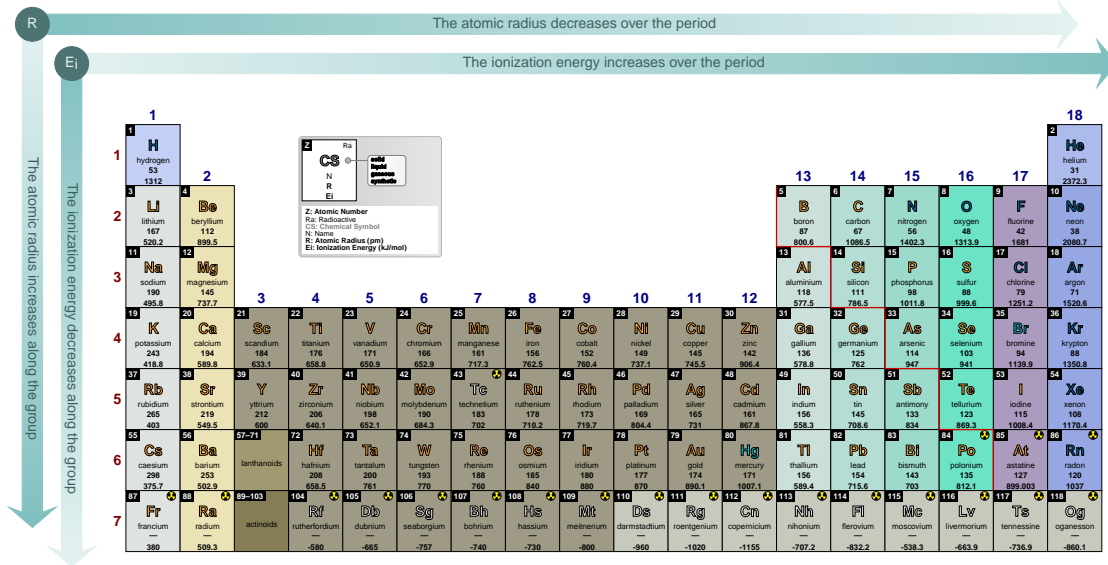 R
The atomic radius decreases over the period
Ei
The ionization energy increases over the period
The atomic radius increases along the group
The ionization energy decreases along the group
1 18
1 H hydrogen 53 1312
2 He helium 31 2372.3
Z Ra
CS
N
R
Ei
solid
liquid
gaseous
synthetic
Z: Atomic Number
Ra: Radioactive
CS: Chemical Symbol
N: Name
R: Atomic Radius (pm)
Ei: Ionization Energy (kJ/mol)
1
2 13 14 15 16 17
2
3 Li lithium 167 520.2
4 Be beryllium 112 899.5
5 B boron 87 800.6
6 C carbon 67 1086.5
7 N nitrogen 56 1402.3
8 O oxygen 48 1313.9
9 F fluorine 42 1681
10 Ne neon 38 2080.7
3
11 Na sodium 190 495.8
12 Mg magnesium 145 737.7
13 Al aluminium 118 577.5
14 Si silicon 111 786.5
15 P phosphorus 98 1011.8
16 S sulfur 88 999.6
17 Cl chlorine 79 1251.2
18 Ar argon 71 1520.6
3 4 5 6 7 8 9 10 11 12
4
19 K potassium 243 418.8
20 Ca calcium 194 589.8
21 Sc scandium 184 633.1
22 Ti titanium 176 658.8
23 V vanadium 171 650.9
24 Cr chromium 166 652.9
25 Mn manganese 161 717.3
26 Fe iron 156 762.5
27 Co cobalt 152 760.4
28 Ni nickel 149 737.1
29 Cu copper 145 745.5
30 Zn zinc 142 906.4
31 Ga gallium 136 578.8
32 Ge germanium 125 762
33 As arsenic 114 947
34 Se selenium 103 941
35 Br bromine 94 1139.9
36 Kr krypton 88 1350.8
5
37 Rb rubidium 265 403
38 Sr strontium 219 549.5
39 Y yttrium 212 600
40 Zr zirconium 206 640.1
41 Nb niobium 198 652.1
42 Mo molybdenum 190 684.3
43 Tc technetium 183 702
44 Ru ruthenium 178 710.2
45 Rh rhodium 173 719.7
46 Pd palladium 169 804.4
47 Ag silver 165 731
48 Cd cadmium 161 867.8
49 In indium 156 558.3
50 Sn tin 145 708.6
51 Sb antimony 133 834
52 Te tellurium 123 869.3
53 I iodine 115 1008.4
54 Xe xenon 108 1170.4
6
55 Cs caesium 298 375.7
56 Ba barium 253 502.9
57–71 lanthanoids
72 Hf hafnium 208 658.5
73 Ta tantalum 200 761
74 W tungsten 193 770
75 Re rhenium 188 760
76 Os osmium 185 840
77 Ir iridium 180 880
78 Pt platinum 177 870
79 Au gold 174 890.1
80 Hg mercury 171 1007.1
81 Tl thallium 156 589.4
82 Pb lead 154 715.6
83 Bi bismuth 143 703
84 Po polonium 135 812.1
85 At astatine 127 899.003
86 Rn radon 120 1037
7
87 Fr francium — 380
88 Ra radium — 509.3
89–103 actinoids
104 Rf rutherfordium — -580
105 Db dubnium — -665
106 Sg seaborgium — -757
107 Bh bohrium — -740
108 Hs hassium — -730
109 Mt meitnerium — -800
110 Ds darmstadtium — -960
111 Rg roentgenium — -1020
112 Cn copernicium — -1155
113 Nh nihonium — -707.2
114 Fl flerovium — -832.2
115 Mc moscovium — -538.3
116 Lv livermorium — -663.9
117 Ts tennessine — -736.9
118 Og oganesson — -860.1